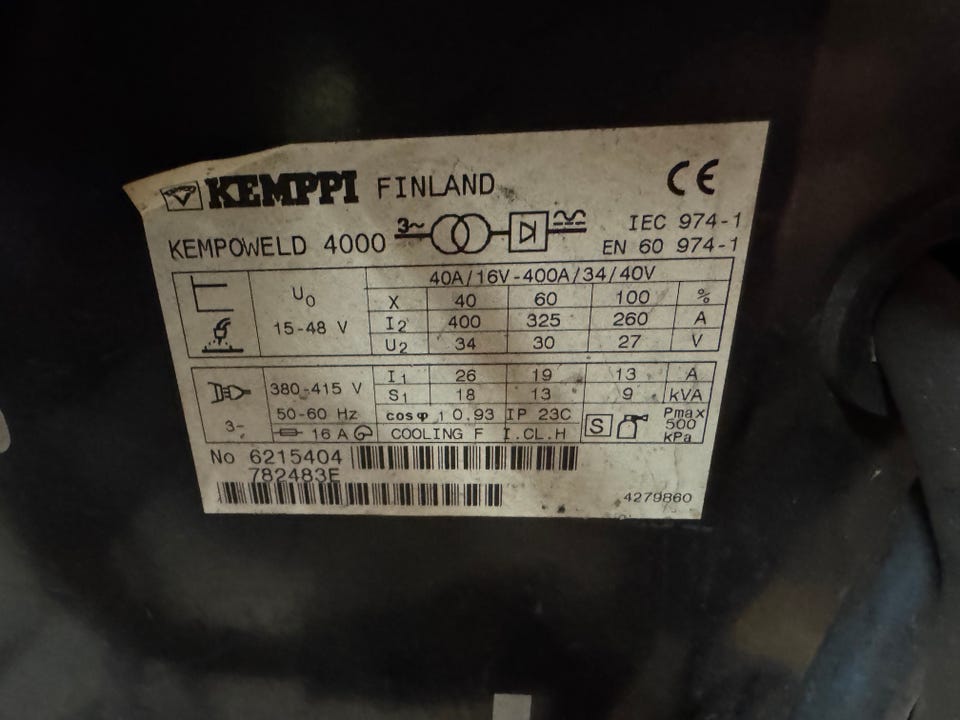 KEMPPI FINLAND CE
KEMPOWELD 4000 3~ IEC 974-1
EN 60 974-1
40A/16V-400A/34/40V
U0 X 40 60 100 %
15-48 V I2 400 325 260 A
U2 34 30 27 V
I1 26 19 13 A
380-415 V S1 18 13 9 kVA
50-60 Hz cosφ 0.93 IP 23C S Pmax
3~ 500
16 A COOLING F I.CL.H kPa
No 6215404
782483E
4279860